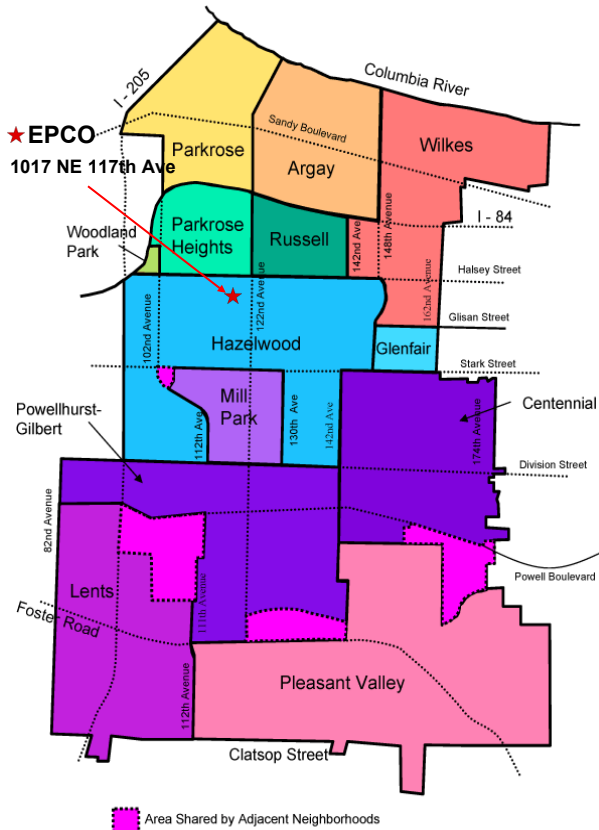 I - 205
Columbia River
EPCO
1017 NE 117th Ave
Sandy Boulevard
Parkrose
Argay
Wilkes
I - 84
Woodland
Park
Parkrose
Heights
Russell
142nd Ave
148th Avenue
Halsey Street
102nd Avenue
122nd Avenue
162nd Avenue
Glisan Street
Hazelwood
Glenfair
Stark Street
Powellhurst-
Gilbert
Mill
Park
112th Ave
130th Ave
142nd Ave
174th Avenue
Centennial
Division Street
82nd Avenue
Powell Boulevard
Lents
Foster Road
111th Avenue
112th Avenue
Pleasant Valley
Clatsop Street
Area Shared by Adjacent Neighborhoods